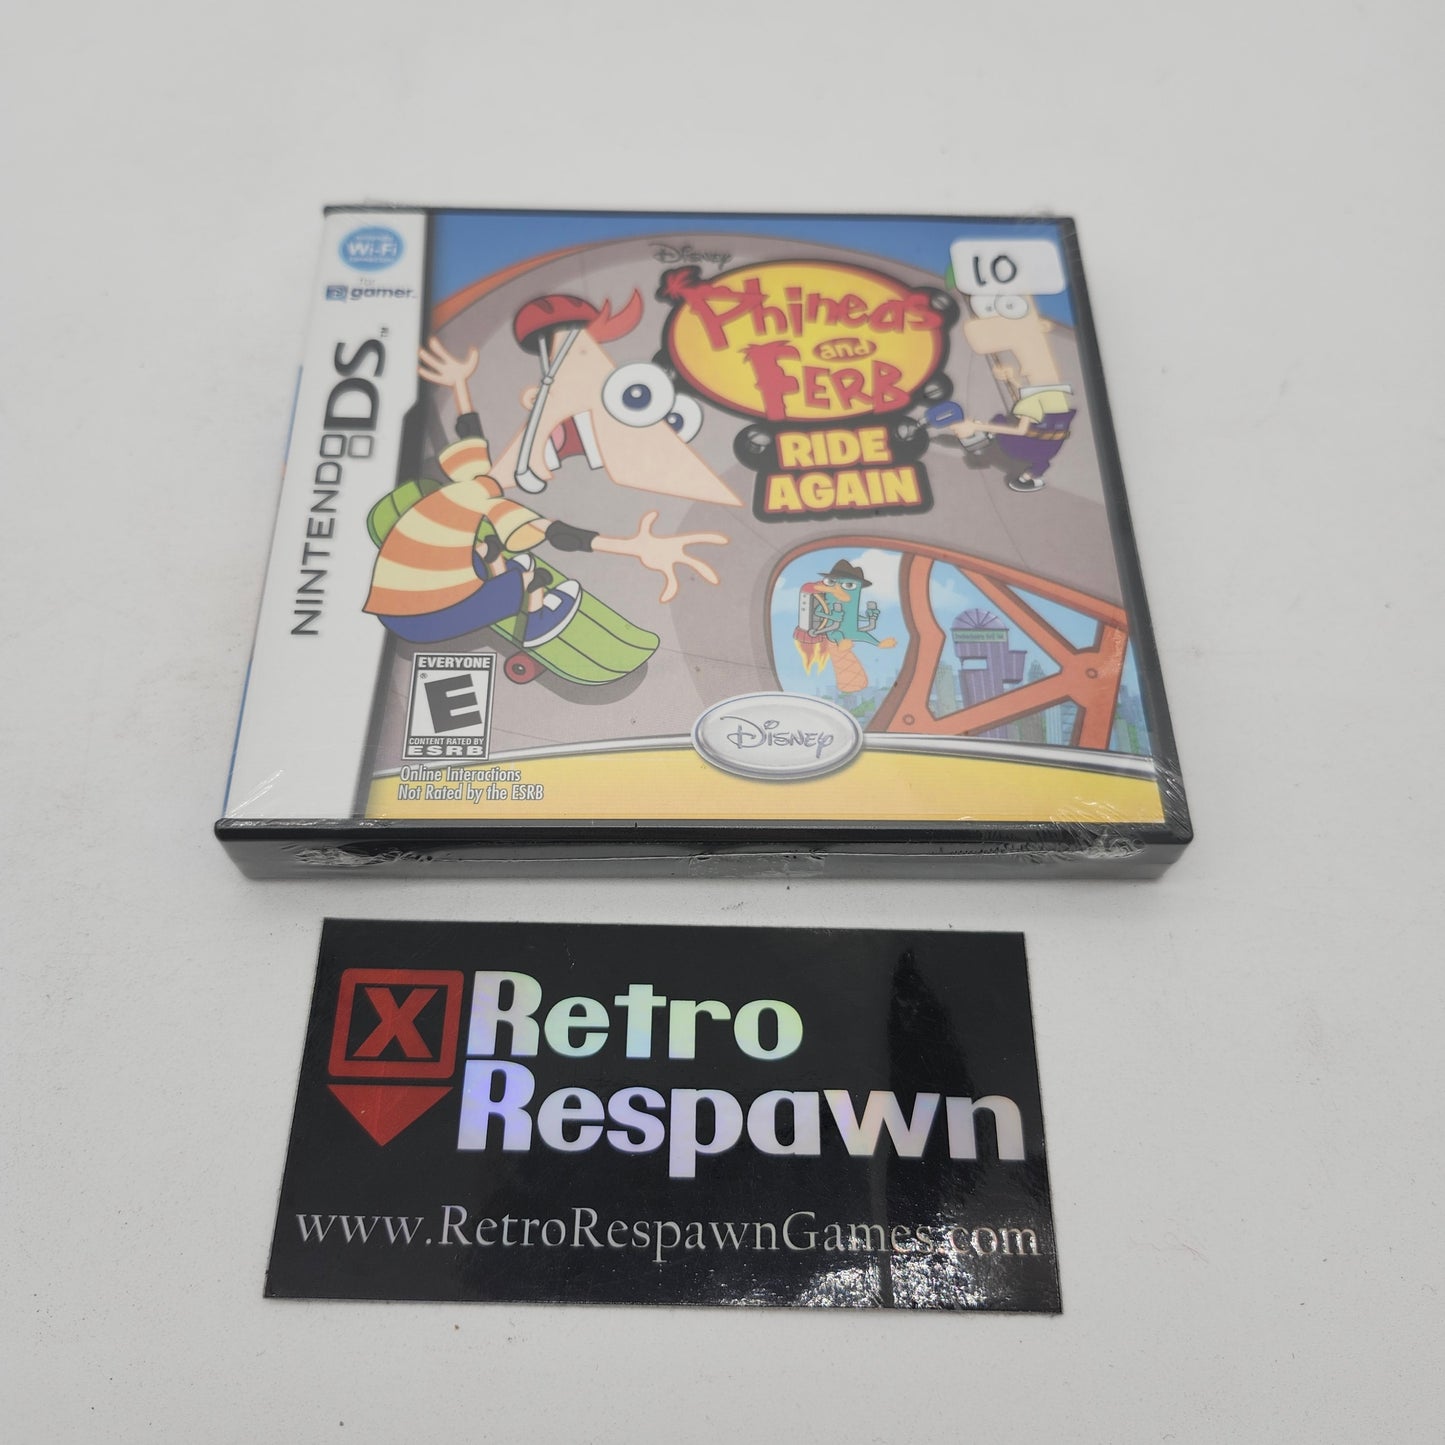 Wi-Fi
gamer
NINTENDO DS
TM
Disney
Phineas
and
FERB
RIDE
AGAIN
10
EVERYONE
E
CONTENT RATED BY
ESRB
Online Interactions
Not Rated by the ESRB
Disney
X Retro
Respawn
www.RetroRespawnGames.com